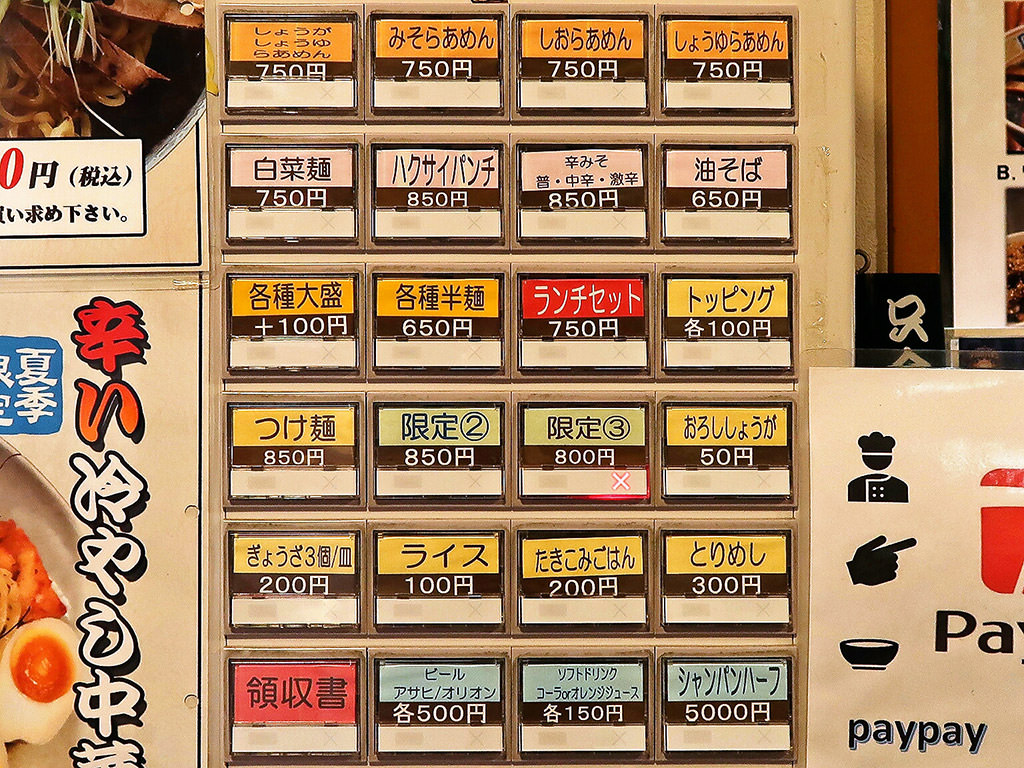 しょうが
しょうゆ
らあめん
750円
みそらあめん
750円
しおらあめん
750円
しょうゆらあめん
750円
白菜麺
750円
ハクサイパンチ
850円
辛みそ
普・中辛・激辛
850円
油そば
650円
各種大盛
+100円
各種半麺
650円
ランチセット
750円
トッピング
各100円
つけ麺
850円
限定②
850円
限定③
800円
×
おろししょうが
50円
ぎょうざ3個/皿
200円
ライス
100円
たきこみごはん
200円
とりめし
300円
領収書
ビール
アサヒ/オリオン
各500円
ソフトドリンク
コーラorオレンジジュース
各150円
シャンパンハーフ
5000円
0円(税込)
い求め下さい。
夏季
限定
辛い冷やし中華
B.
Pay
paypay